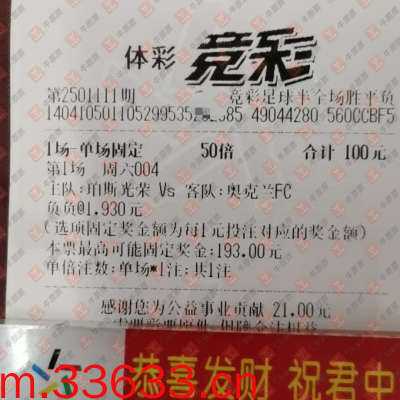 体彩 竞彩
第2501111期 竞彩足球半全场胜平负
49044280 560CCBF5
1场-单场固定 50倍 合计 100元
第1场 周六004
主队:珀斯光荣 Vs 客队:奥克兰FC
负负@1.930元
(选项固定奖金额为每1元投注对应的奖金额)
本票最高可能固定奖金:193.00元
单倍注数:单场*1注:共1注
感谢您为公益事业贡献 21.00元
恭喜发财 祝君中
m.33633.cn